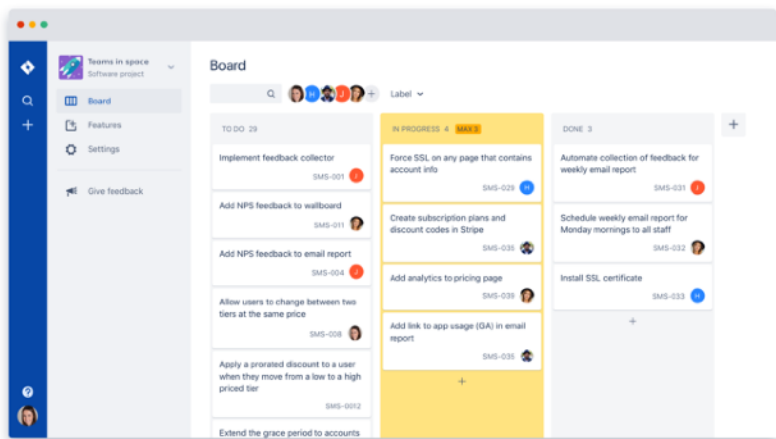 Teams in space
Software project
Board
Features
Settings
Give feedback
Board
H
J
+
Label
TO DO 29
Implement feedback collector
SMS-001 J
Add NPS feedback to wallboard
SMS-011
Add NPS feedback to email report
SMS-004 J
Allow users to change between two
tiers at the same price
SMS-008
Apply a prorated discount to a user
when they move from a low to a high
priced tier
SMS-0012
Extend the grace period to accounts
IN PROGRESS 4 MAX 3
Force SSL on any page that contains
account info
SMS-029 H
Create subscription plans and
discount codes in Stripe
SMS-035
Add analytics to pricing page
SMS-039
Add link to app usage (GA) in email
report
SMS-035
+
DONE 3
Automate collection of feedback for
weekly email report
SMS-031 J
Schedule weekly email report for
Monday mornings to all staff
SMS-032
Install SSL certificate
SMS-033 H
+
+